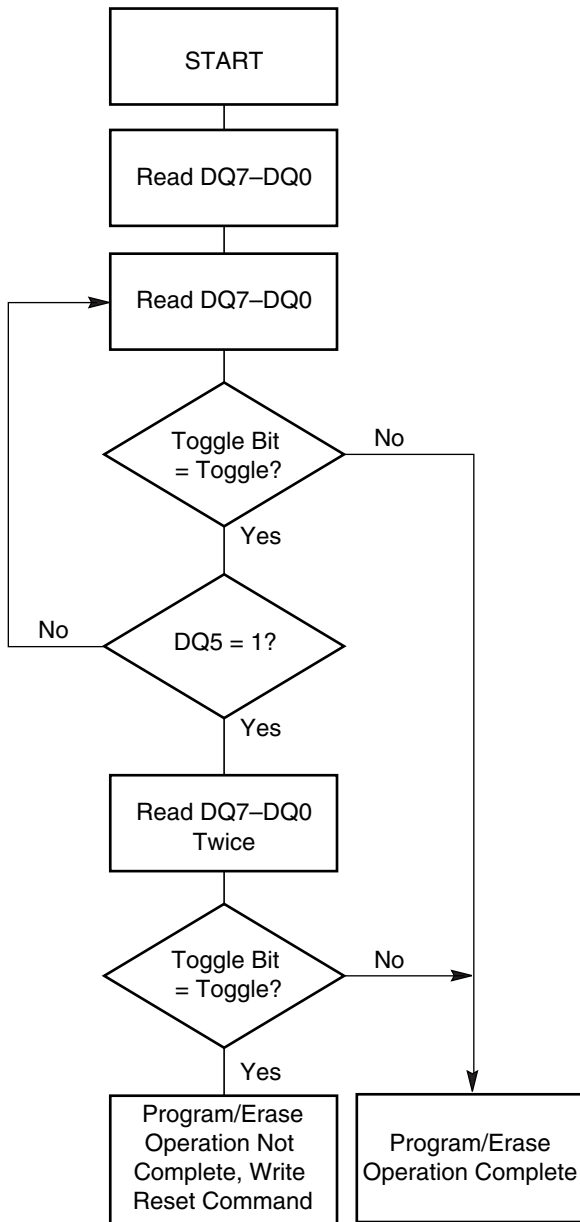 START
Read DQ7–DQ0
Read DQ7–DQ0
Toggle Bit
= Toggle?
No
Yes
No
DQ5 = 1?
Yes
Read DQ7–DQ0
Twice
Toggle Bit
= Toggle?
No
Yes
Program/Erase
Operation Not
Complete, Write
Reset Command
Program/Erase
Operation Complete